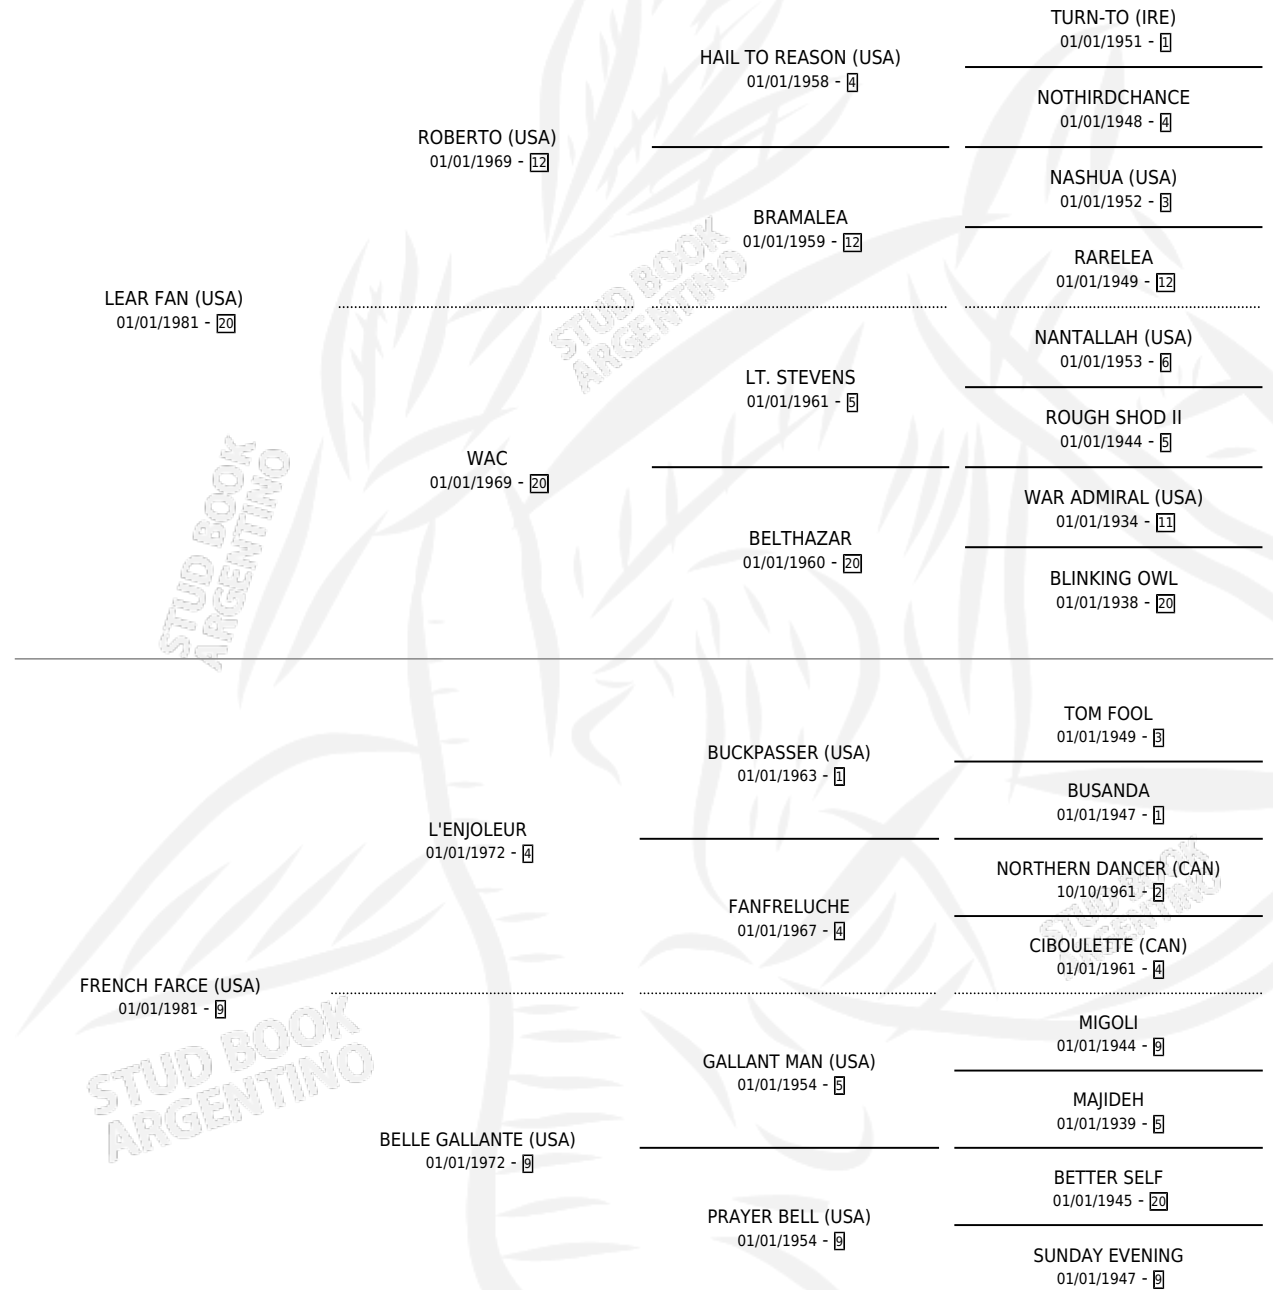 TURN-TO (IRE)
01/01/1951 - 1
HAIL TO REASON (USA)
01/01/1958 - 4
NOTHIRDCHANCE
01/01/1948 - 4
ROBERTO (USA)
01/01/1969 - 12
NASHUA (USA)
01/01/1952 - 3
BRAMALEA
01/01/1959 - 12
RARELEA
01/01/1949 - 12
LEAR FAN (USA)
01/01/1981 - 20
STUD BOOK
ARGENTINO
NANTALLAH (USA)
01/01/1953 - 6
LT. STEVENS
01/01/1961 - 5
ROUGH SHOD II
01/01/1944 - 5
WAC
01/01/1969 - 20
WAR ADMIRAL (USA)
01/01/1934 - 11
BELTHAZAR
01/01/1960 - 20
BLINKING OWL
01/01/1938 - 20
STUD BOOK
ARGENTINO
TOM FOOL
01/01/1949 - 3
BUCKPASSER (USA)
01/01/1963 - 1
BUSANDA
01/01/1947 - 1
L'ENJOLEUR
01/01/1972 - 4
NORTHERN DANCER (CAN)
10/10/1961 - 2
STUD BOOK
ARGENTINO
FANFRELUCHE
01/01/1967 - 4
CIBOULETTE (CAN)
01/01/1961 - 4
FRENCH FARCE (USA)
01/01/1981 - 9
STUD BOOK
ARGENTINO
MIGOLI
01/01/1944 - 9
GALLANT MAN (USA)
01/01/1954 - 5
MAJIDEH
01/01/1939 - 5
BELLE GALLANTE (USA)
01/01/1972 - 9
BETTER SELF
01/01/1945 - 20
PRAYER BELL (USA)
01/01/1954 - 9
SUNDAY EVENING
01/01/1947 - 9